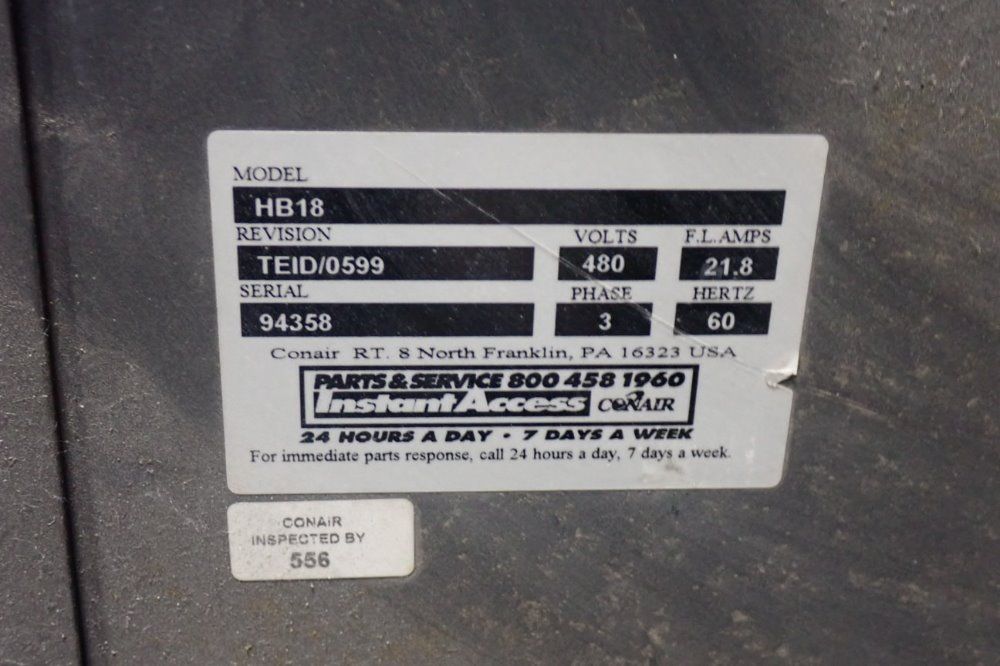 MODEL
HB18
REVISION VOLTS F.L.AMPS
TEID/0599 480 21.8
SERIAL PHASE HERTZ
94358 3 60
Conair RT. 8 North Franklin, PA 16323 USA
PARTS & SERVICE 800 458 1960
Instant Access CONAIR
24 HOURS A DAY • 7 DAYS A WEEK
For immediate parts response, call 24 hours a day, 7 days a week.
CONAIR
INSPECTED BY
556